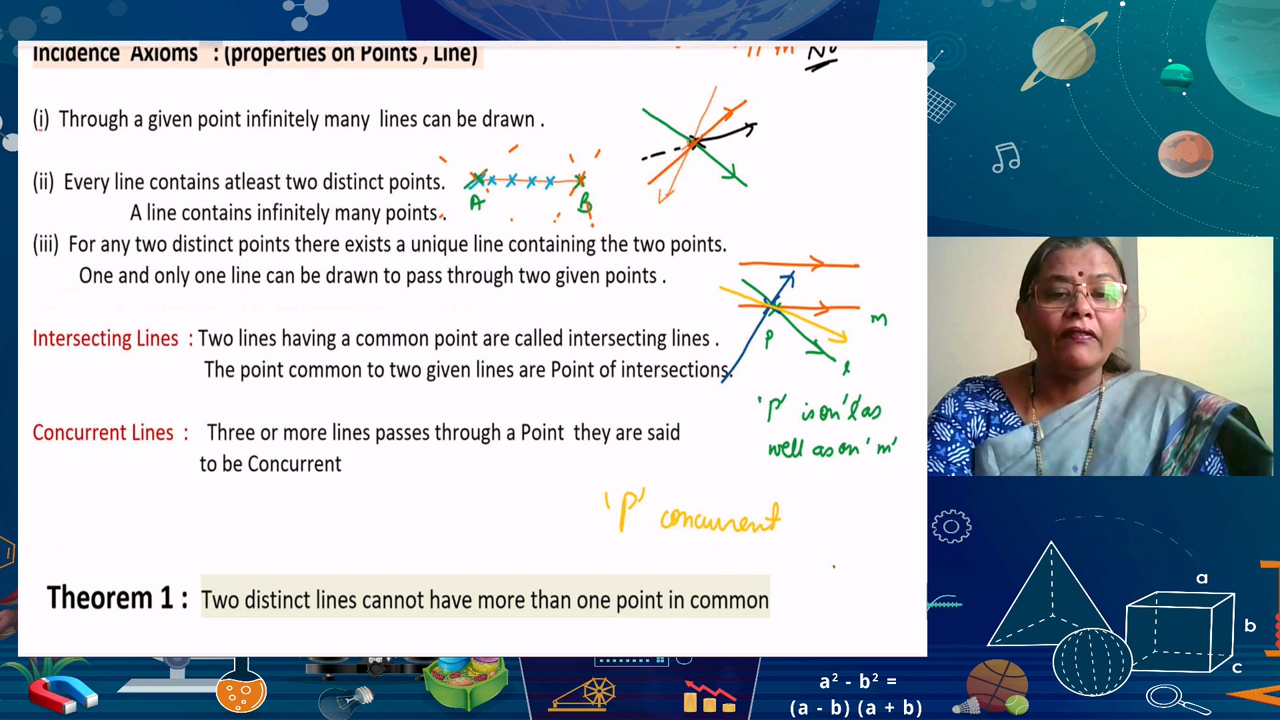 Incidence Axioms : (properties on Points , Line)
No
(i) Through a given point infinitely many lines can be drawn .
(ii) Every line contains atleast two distinct points.
A B
A line contains infinitely many points .
(iii) For any two distinct points there exists a unique line containing the two points.
One and only one line can be drawn to pass through two given points .
m
P
l
Intersecting Lines : Two lines having a common point are called intersecting lines .
The point common to two given lines are Point of intersections.
'P' is on 'l' as
well as on 'm'
Concurrent Lines : Three or more lines passes through a Point they are said
to be Concurrent
'P' concurrent
Theorem 1 : Two distinct lines cannot have more than one point in common
a
b
c
a² - b² =
(a - b) (a + b)